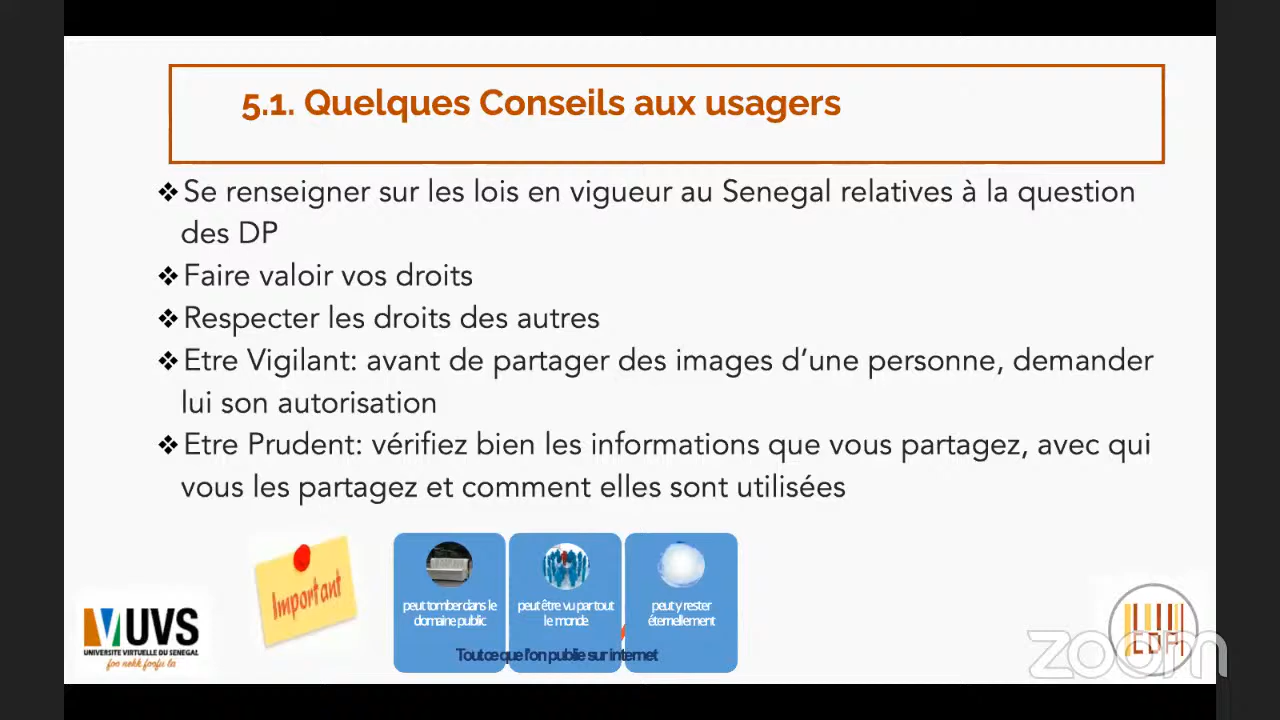 5.1. Quelques Conseils aux usagers
❖Se renseigner sur les lois en vigueur au Senegal relatives à la question
des DP
❖Faire valoir vos droits
❖Respecter les droits des autres
❖Etre Vigilant: avant de partager des images d’une personne, demander
lui son autorisation
❖Etre Prudent: vérifiez bien les informations que vous partagez, avec qui
vous les partagez et comment elles sont utilisées
Important
peut tomber dans le
domaine public
peut être vu par tout
le monde
peut y rester
éternellement
Tout ce que l'on publie sur internet
UVS
UNIVERSITE VIRTUELLE DU SENEGAL
foo nekk foofu la
zoom